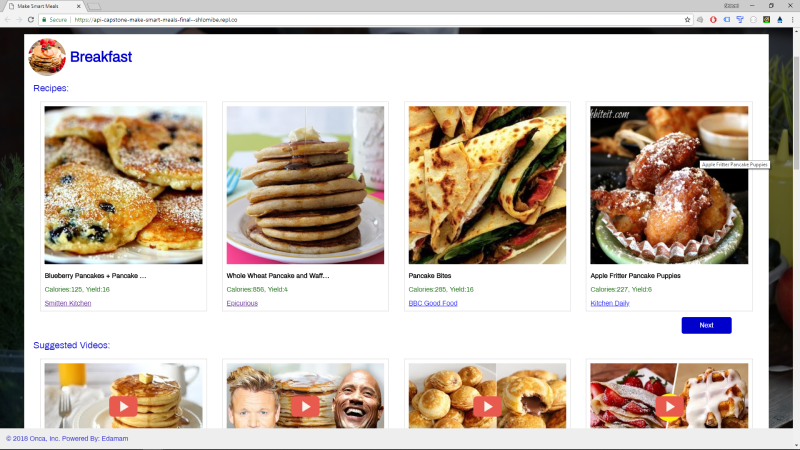 Make Smart Meals
Secure
https://api-capstone-make-smart-meals-final--shlomibe.repl.co
Breakfast
Recipes:
hbiteit.com
Apple Fritter Pancake Puppies
Blueberry Pancakes + Pancake ...
Calories:125, Yield:16
Smitten Kitchen
Whole Wheat Pancake and Waff...
Calories:856, Yield:4
Epicurious
Pancake Bites
Calories:285, Yield:16
BBC Good Food
Apple Fritter Pancake Puppies
Calories:227, Yield:6
Kitchen Daily
Next
Suggested Videos:
© 2018 Onca, Inc. Powered By: Edamam